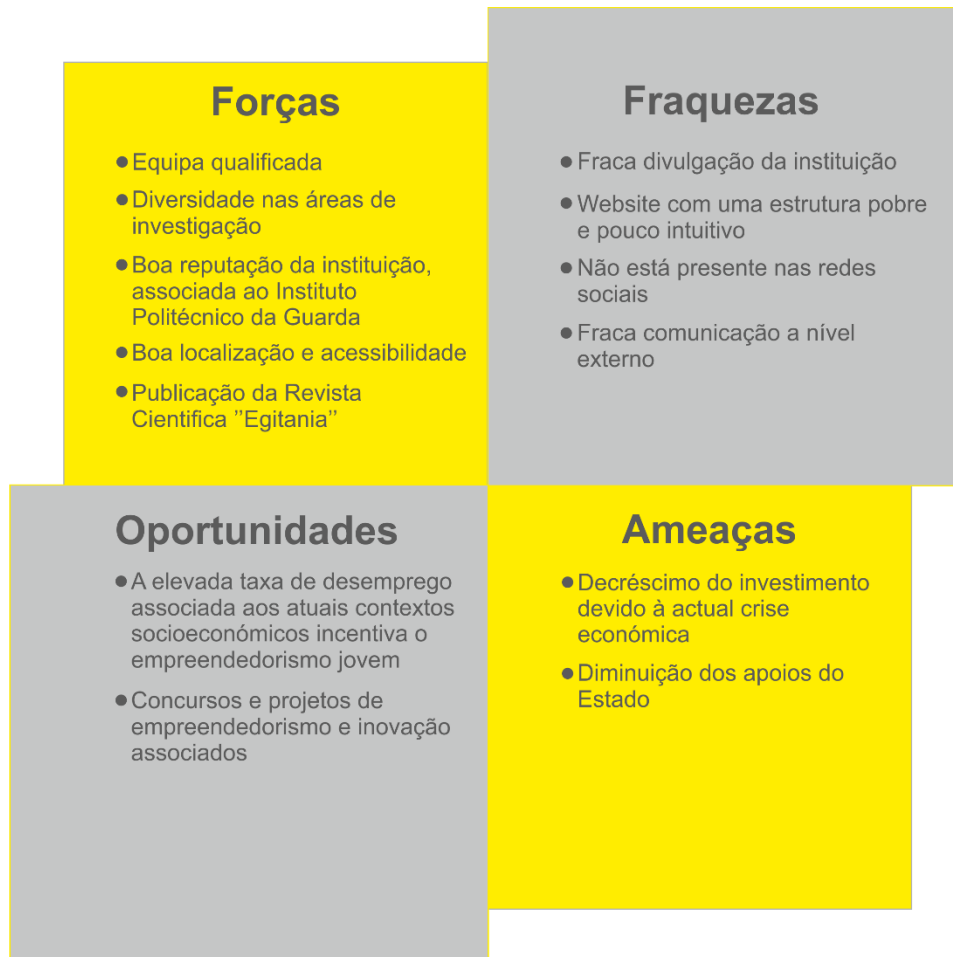 Forças
● Equipa qualificada
● Diversidade nas áreas de
investigação
● Boa reputação da instituição,
associada ao Instituto
Politécnico da Guarda
● Boa localização e acessibilidade
● Publicação da Revista
Cientifica ’’Egitania’’
Fraquezas
● Fraca divulgação da instituição
● Website com uma estrutura pobre
e pouco intuitivo
● Não está presente nas redes
sociais
● Fraca comunicação a nível
externo
Oportunidades
● A elevada taxa de desemprego
associada aos atuais contextos
socioeconómicos incentiva o
empreendedorismo jovem
● Concursos e projetos de
empreendedorismo e inovação
associados
Ameaças
● Decréscimo do investimento
devido à actual crise
económica
● Diminuição dos apoios do
Estado